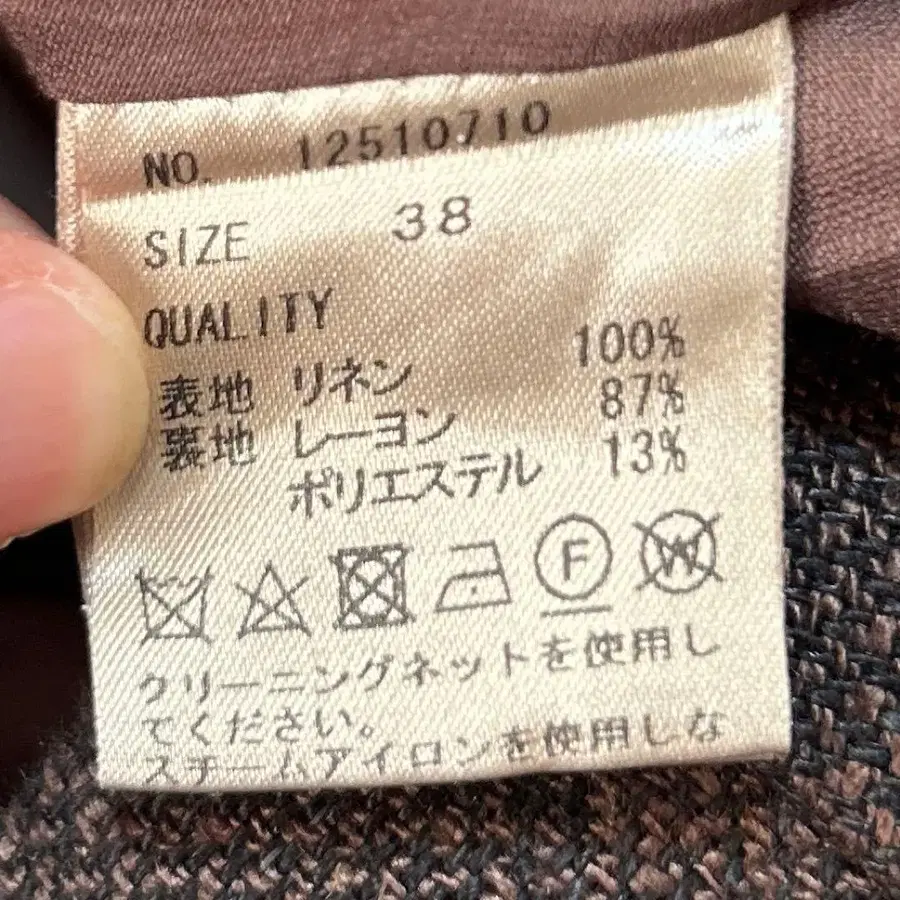 NO. 12510710
SIZE 38
QUALITY
表地 リネン 100%
裏地 レーヨン 87%
ポリエステル 13%
F W
クリーニングネットを使用し
てください。
スチームアイロンを使用しな